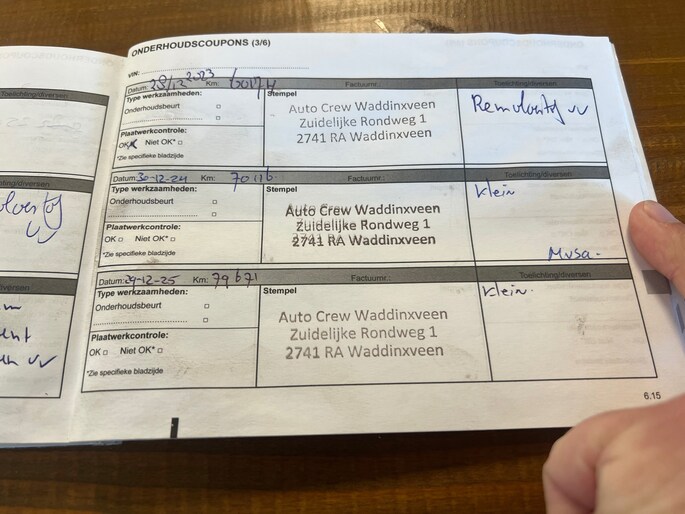 ONDERHOUDSCOUPONS (3/6)
VIN:
Datum: 28/12 2023 Km: Factuurnr.: Toelichting/diversen
Type werkzaamheden: Stempel
Onderhoudsbeurt
Auto Crew Waddinxveen
Zuidelijke Rondweg 1
2741 RA Waddinxveen
Remvloeistof vv
Plaatwerkcontrole:
OK Niet OK*
*Zie specifieke bladzijde
Datum: 30-12-24 Km: 70116 Factuurnr.: Toelichting/diversen
Type werkzaamheden: Stempel
Onderhoudsbeurt
Auto Crew Waddinxveen
Zuidelijke Rondweg 1
2741 RA Waddinxveen
Klein
Plaatwerkcontrole:
OK Niet OK*
*Zie specifieke bladzijde
Datum: 29-12-25 Km: 79671 Factuurnr.: Toelichting/diversen
Type werkzaamheden: Stempel
Onderhoudsbeurt
Auto Crew Waddinxveen
Zuidelijke Rondweg 1
2741 RA Waddinxveen
Klein.
Plaatwerkcontrole:
OK Niet OK*
*Zie specifieke bladzijde
6.15